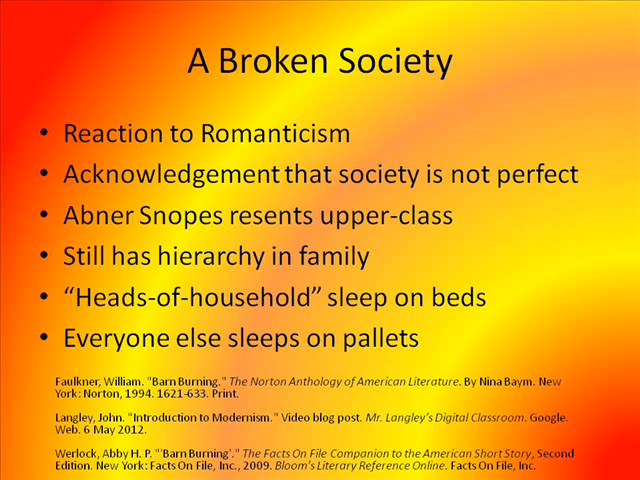 A Broken Society
• Reaction to Romanticism
• Acknowledgement that society is not perfect
• Abner Snopes resents upper-class
• Still has hierarchy in family
• “Heads-of-household” sleep on beds
• Everyone else sleeps on pallets
Faulkner, William. "Barn Burning." The Norton Anthology of American Literature. By Nina Baym. New
York: Norton, 1994. 1621-633. Print.
Langley, John. "Introduction to Modernism." Video blog post. Mr. Langley's Digital Classroom. Google.
Web. 6 May 2012.
Werlock, Abby H. P. "'Barn Burning'." The Facts On File Companion to the American Short Story, Second
Edition. New York: Facts On File, Inc., 2009. Bloom's Literary Reference Online. Facts On File, Inc.